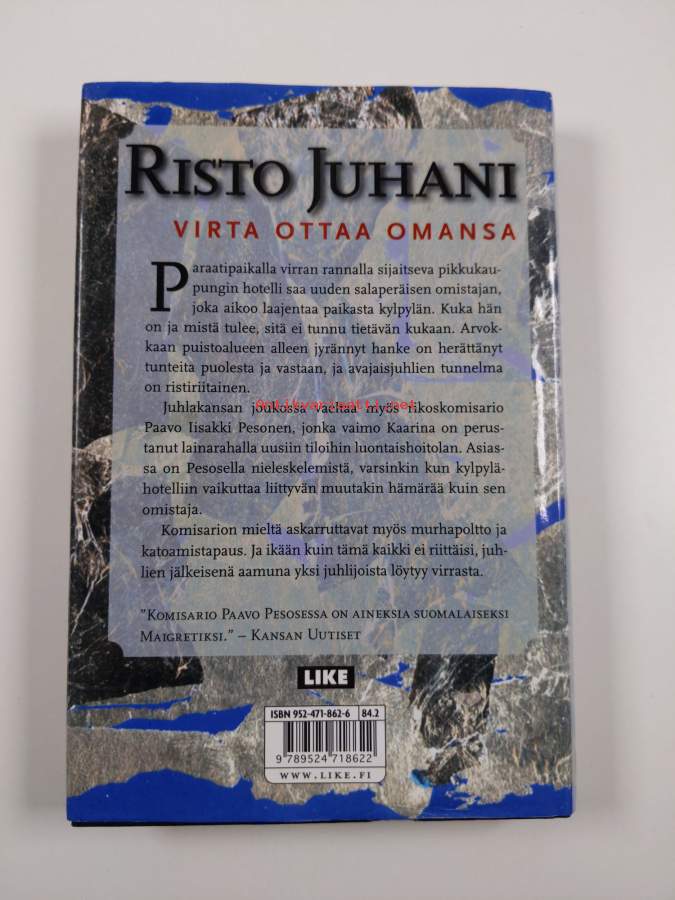 RISTO JUHANI
VIRTA OTTAA OMANSA
Paraatipaikalla virran rannalla sijaitseva pikkukau-
pungin hotelli saa uuden salaperäisen omistajan,
joka aikoo laajentaa paikasta kylpylän. Kuka hän
on ja mistä tulee, sitä ei tunnu tietävän kukaan. Arvok-
kaan puistoalueen alleen jyrännyt hanke on herättänyt
tunteita puolesta ja vastaan, ja avajaisjuhlien tunnelma
on ristiriitainen.
Antikvariaatti.net
Juhlakansan joukossa vaeltaa myös rikoskomisario
Paavo Iisakki Pesonen, jonka vaimo Kaarina on perus-
tanut lainarahalla uusiin tiloihin luontaishoitolan. Asias-
sa on Pesosella nieleskelemistä, varsinkin kun kylpylä-
hotelliin vaikuttaa liittyvän muutakin hämärää kuin sen
omistaja.
Komisarion mieltä askarruttavat myös murhapoltto ja
katoamistapaus. Ja ikään kuin tämä kaikki ei riittäisi, juh-
lien jälkeisenä aamuna yksi juhlijoista löytyy virrasta.
”KOMISARIO PAAVO PESOSESSA ON AINEKSIA SUOMALAISEKSI
MAIGRETIKSI.” – KANSAN UUTISET
LIKE
ISBN 952-471-862-6 84.2
9 789524 718622
WWW.LIKE.FI